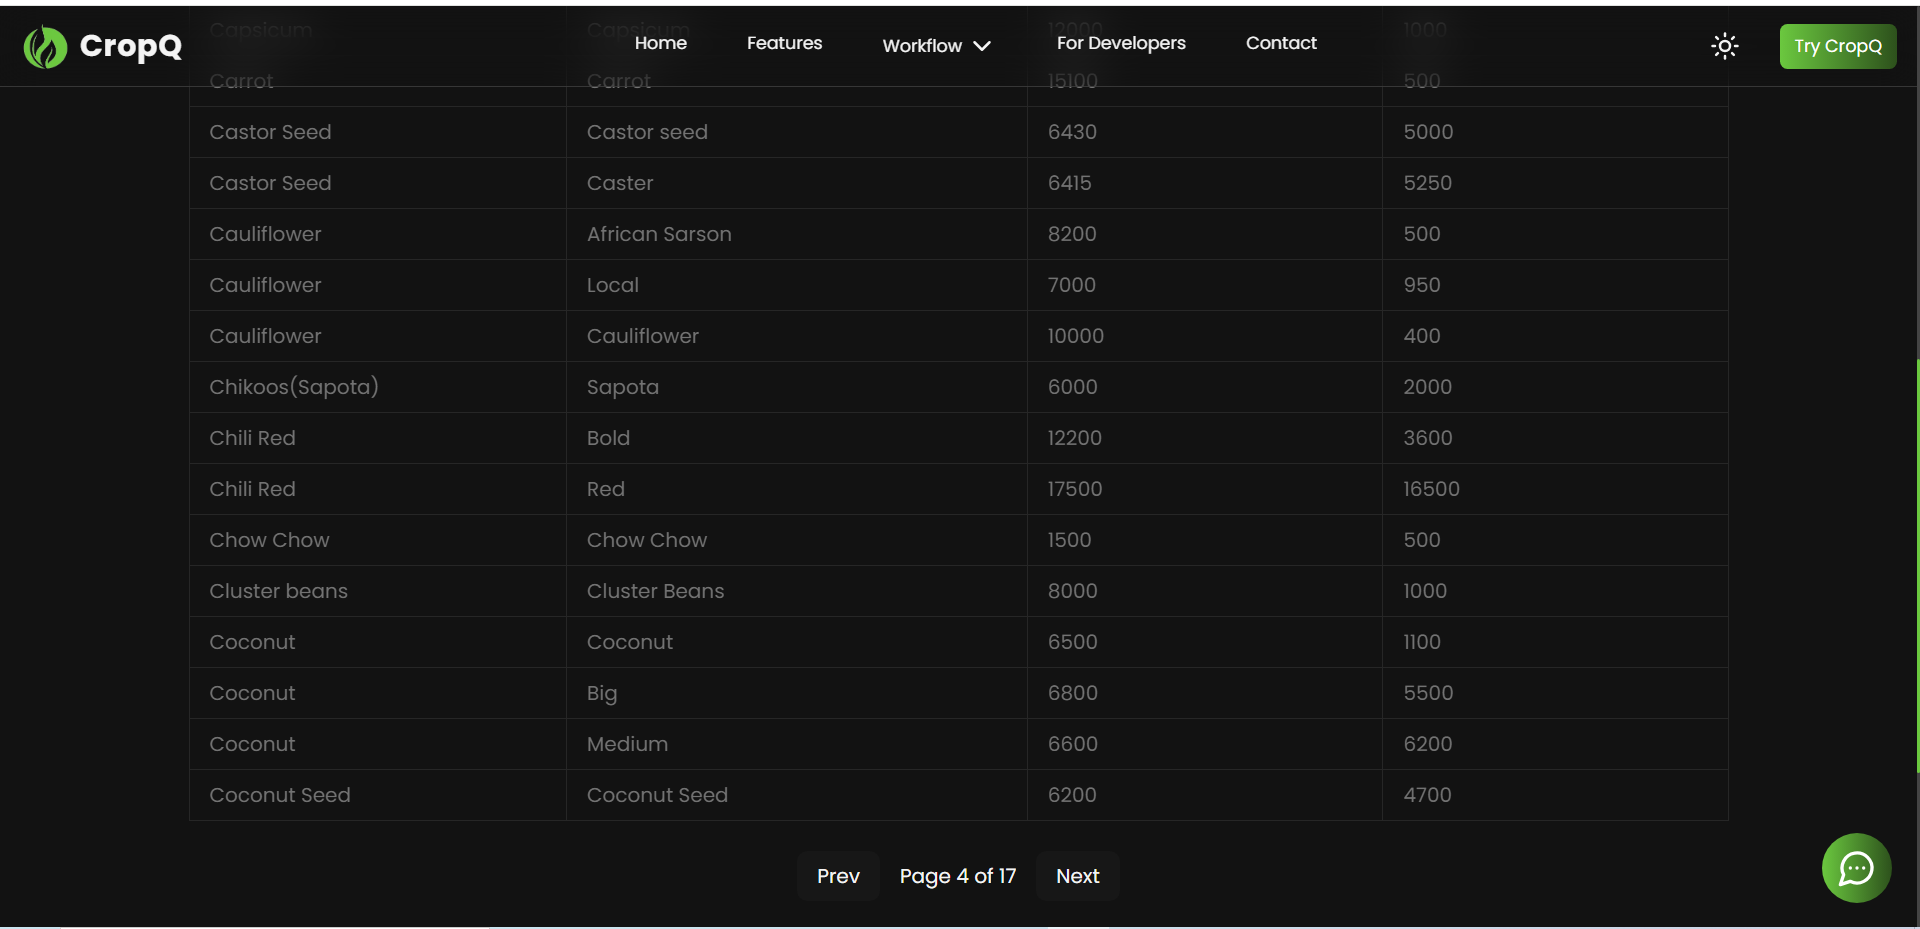 Capsicum Capsicum 12000 1000
CropQ Home Features Workflow For Developers Contact Try CropQ
Carrot Carrot 15100 500
Castor Seed Castor seed 6430 5000
Castor Seed Caster 6415 5250
Cauliflower African Sarson 8200 500
Cauliflower Local 7000 950
Cauliflower Cauliflower 10000 400
Chikoos(Sapota) Sapota 6000 2000
Chili Red Bold 12200 3600
Chili Red Red 17500 16500
Chow Chow Chow Chow 1500 500
Cluster beans Cluster Beans 8000 1000
Coconut Coconut 6500 1100
Coconut Big 6800 5500
Coconut Medium 6600 6200
Coconut Seed Coconut Seed 6200 4700
Prev Page 4 of 17 Next